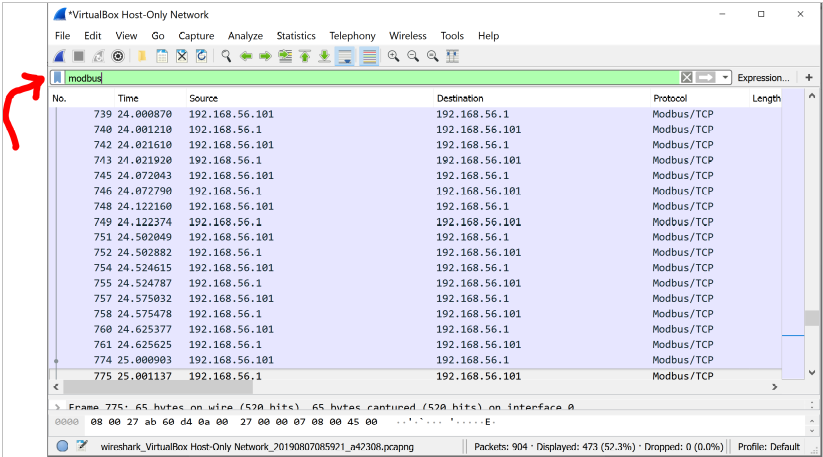 *VirtualBox Host-Only Network
File Edit View Go Capture Analyze Statistics Telephony Wireless Tools Help
modbus Expression... +
No. Time Source Destination Protocol Length
739 24.000870 192.168.56.101 192.168.56.1 Modbus/TCP
740 24.001210 192.168.56.1 192.168.56.101 Modbus/TCP
742 24.021610 192.168.56.101 192.168.56.1 Modbus/TCP
743 24.021920 192.168.56.1 192.168.56.101 Modbus/TCP
745 24.072043 192.168.56.101 192.168.56.1 Modbus/TCP
746 24.072790 192.168.56.1 192.168.56.101 Modbus/TCP
748 24.122160 192.168.56.101 192.168.56.1 Modbus/TCP
749 24.122374 192.168.56.1 192.168.56.101 Modbus/TCP
751 24.502049 192.168.56.101 192.168.56.1 Modbus/TCP
752 24.502882 192.168.56.1 192.168.56.101 Modbus/TCP
754 24.524615 192.168.56.101 192.168.56.1 Modbus/TCP
755 24.524787 192.168.56.1 192.168.56.101 Modbus/TCP
757 24.575032 192.168.56.101 192.168.56.1 Modbus/TCP
758 24.575478 192.168.56.1 192.168.56.101 Modbus/TCP
760 24.625377 192.168.56.101 192.168.56.1 Modbus/TCP
761 24.625625 192.168.56.1 192.168.56.101 Modbus/TCP
774 25.000903 192.168.56.101 192.168.56.1 Modbus/TCP
775 25.001137 192.168.56.1 192.168.56.101 Modbus/TCP
Frame 775: 65 bytes on wire (520 bits), 65 bytes captured (520 bits) on interface 0
0000 08 00 27 ab 60 d4 0a 00 27 00 00 07 08 00 45 00 ··'·`··· '·····E·
wireshark_VirtualBox Host-Only Network_20190807085921_a42308.pcapng Packets: 904 · Displayed: 473 (52.3%) · Dropped: 0 (0.0%) Profile: Default